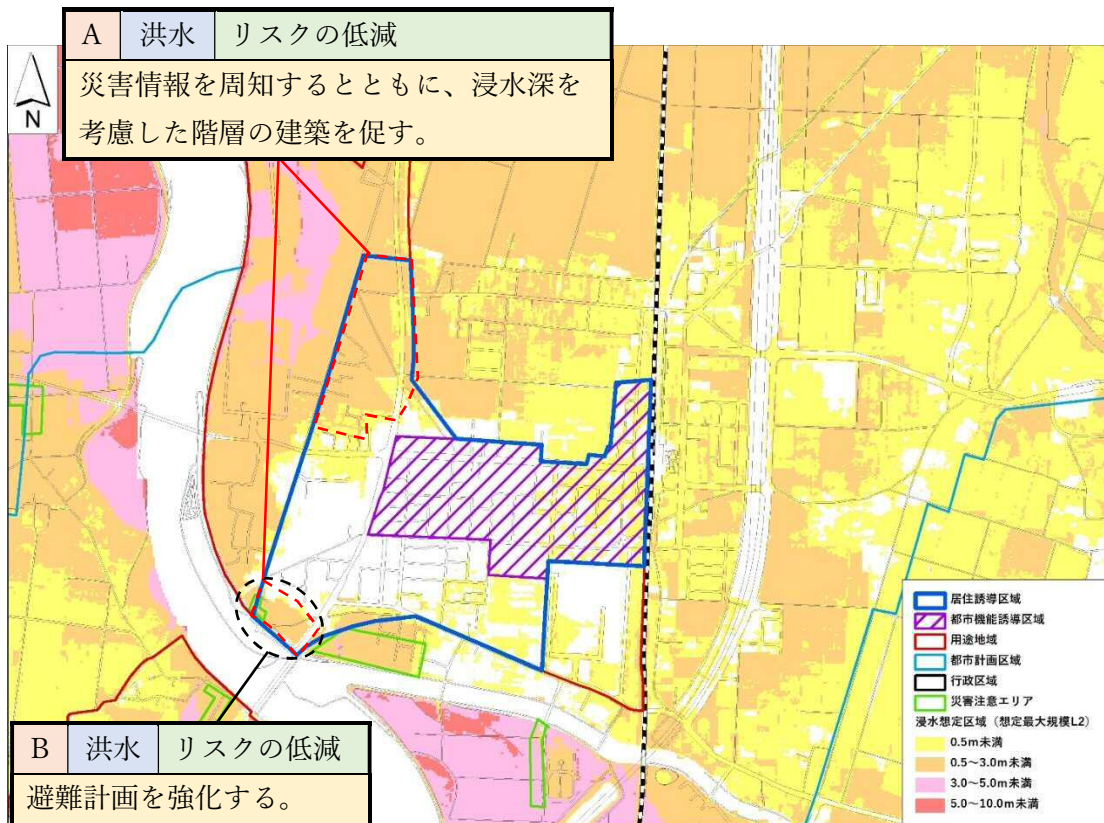 A 洪水 リスクの低減
災害情報を周知するとともに、浸水深を
考慮した階層の建築を促す。
N
居住誘導区域
都市機能誘導区域
用途地域
都市計画区域
行政区域
災害注意エリア
浸水想定区域（想定最大規模L2）
0.5m未満
0.5～3.0m未満
3.0～5.0m未満
5.0～10.0m未満
B 洪水 リスクの低減
避難計画を強化する。